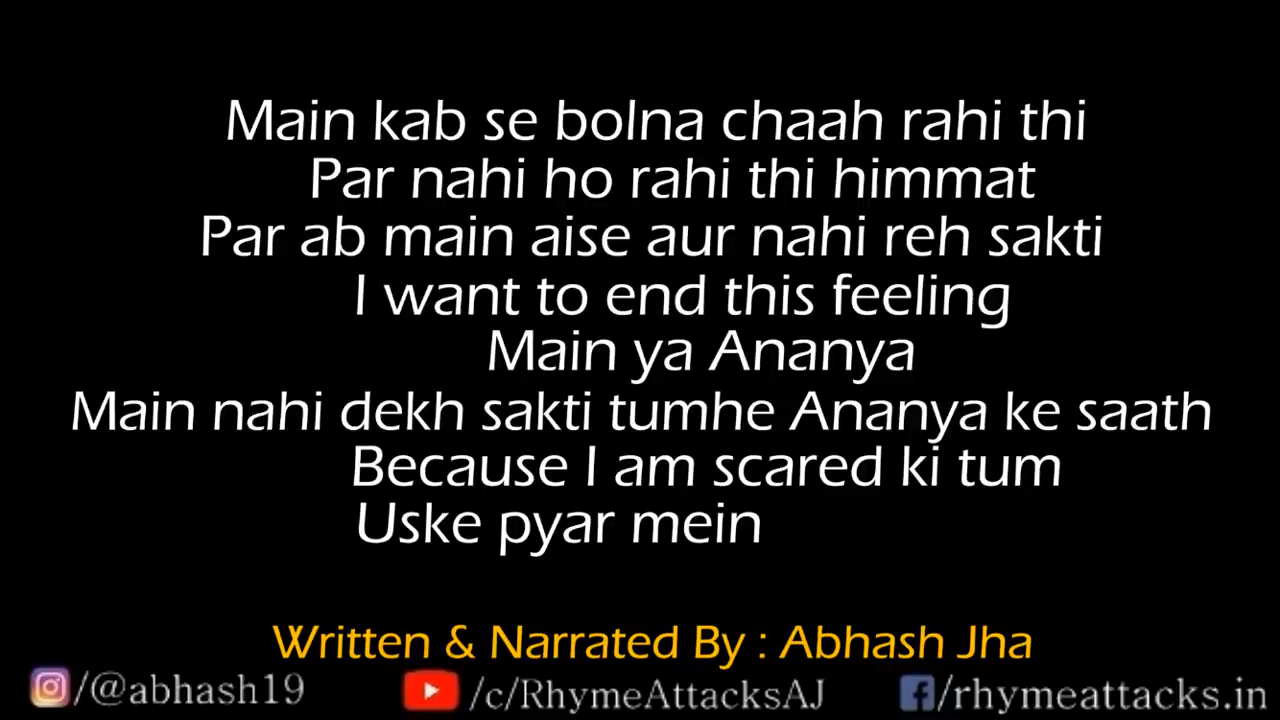 Main kab se bolna chaah rahi thi
Par nahi ho rahi thi himmat
Par ab main aise aur nahi reh sakti
I want to end this feeling
Main ya Ananya
Main nahi dekh sakti tumhe Ananya ke saath
Because I am scared ki tum
Uske pyar mein
Written & Narrated By : Abhash Jha
/@abhash19 /c/RhymeAttacksAJ /rhymeattacks.in